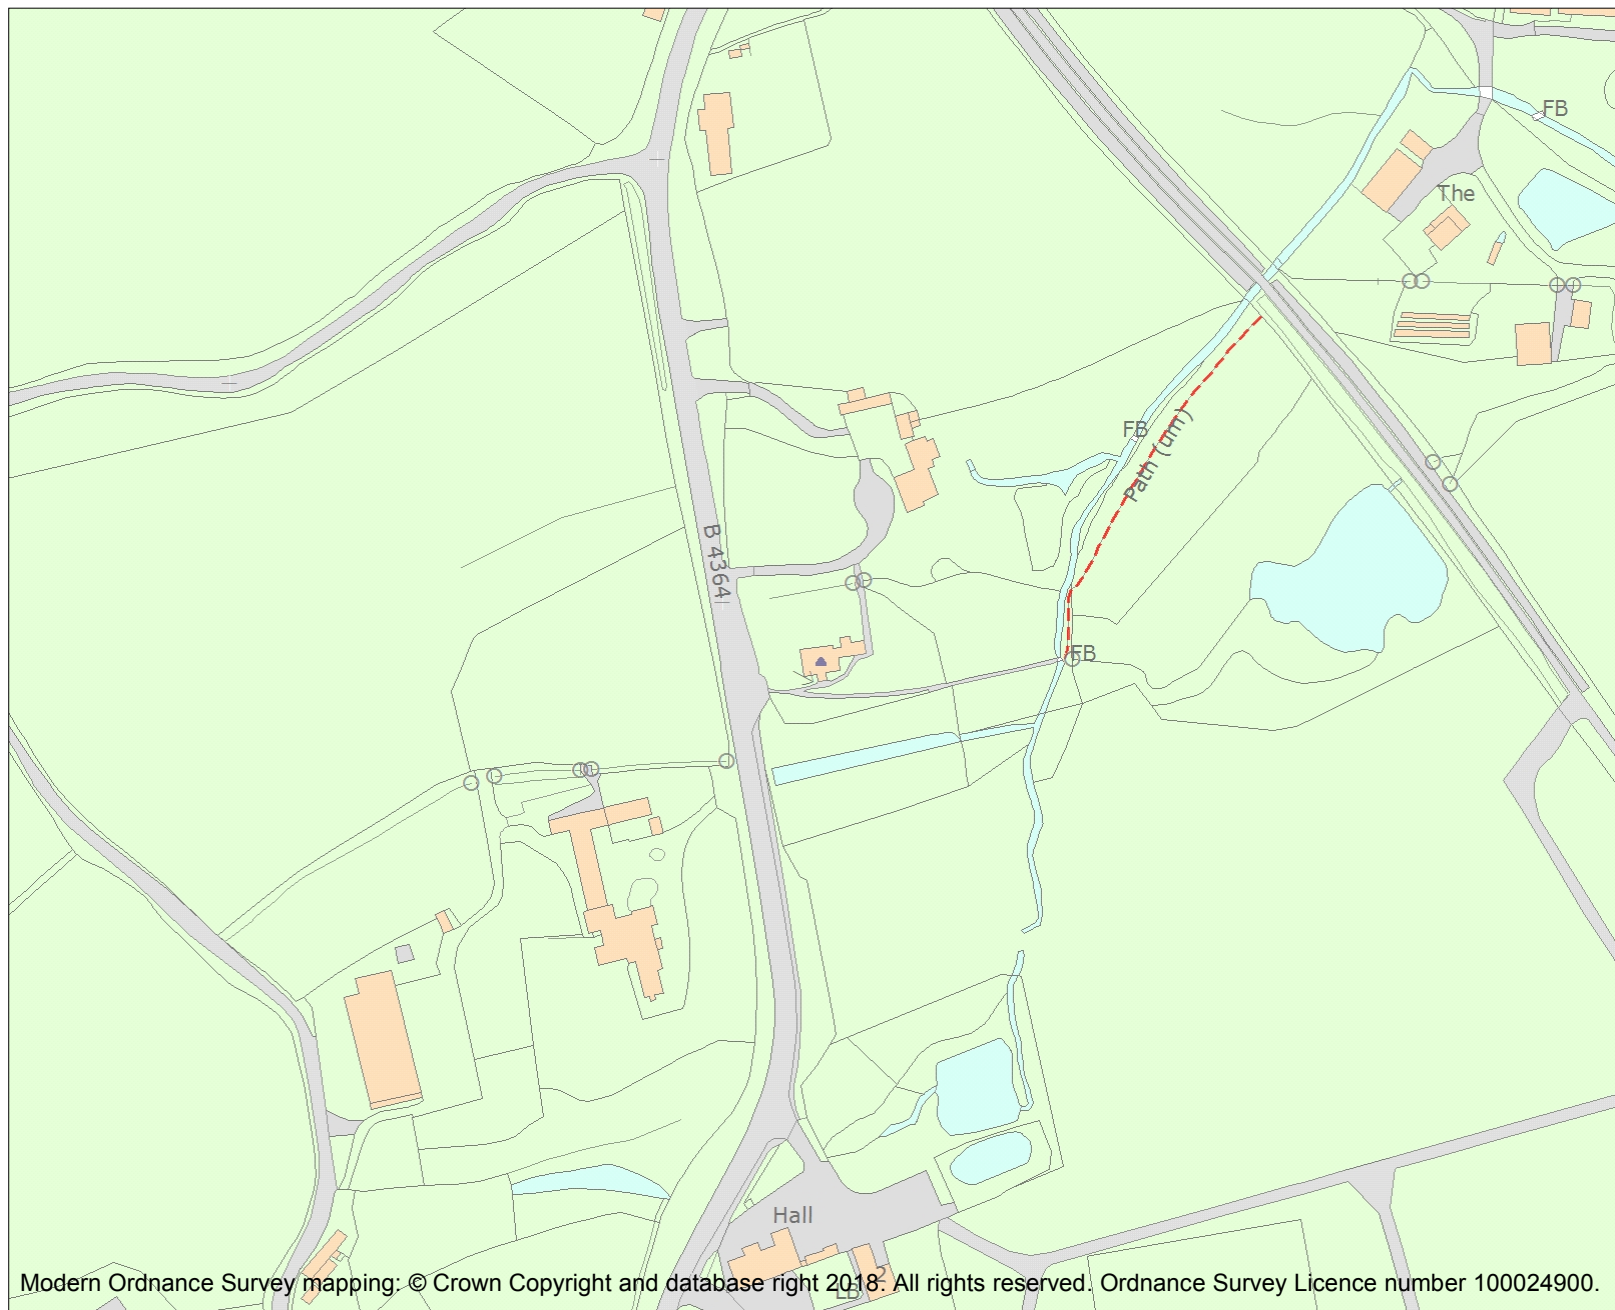 FB
The
FB
Path (um)
B 4364
FB
Hall
2
LB
Modern Ordnance Survey mapping: © Crown Copyright and database right 2018. All rights reserved. Ordnance Survey Licence number 100024900.